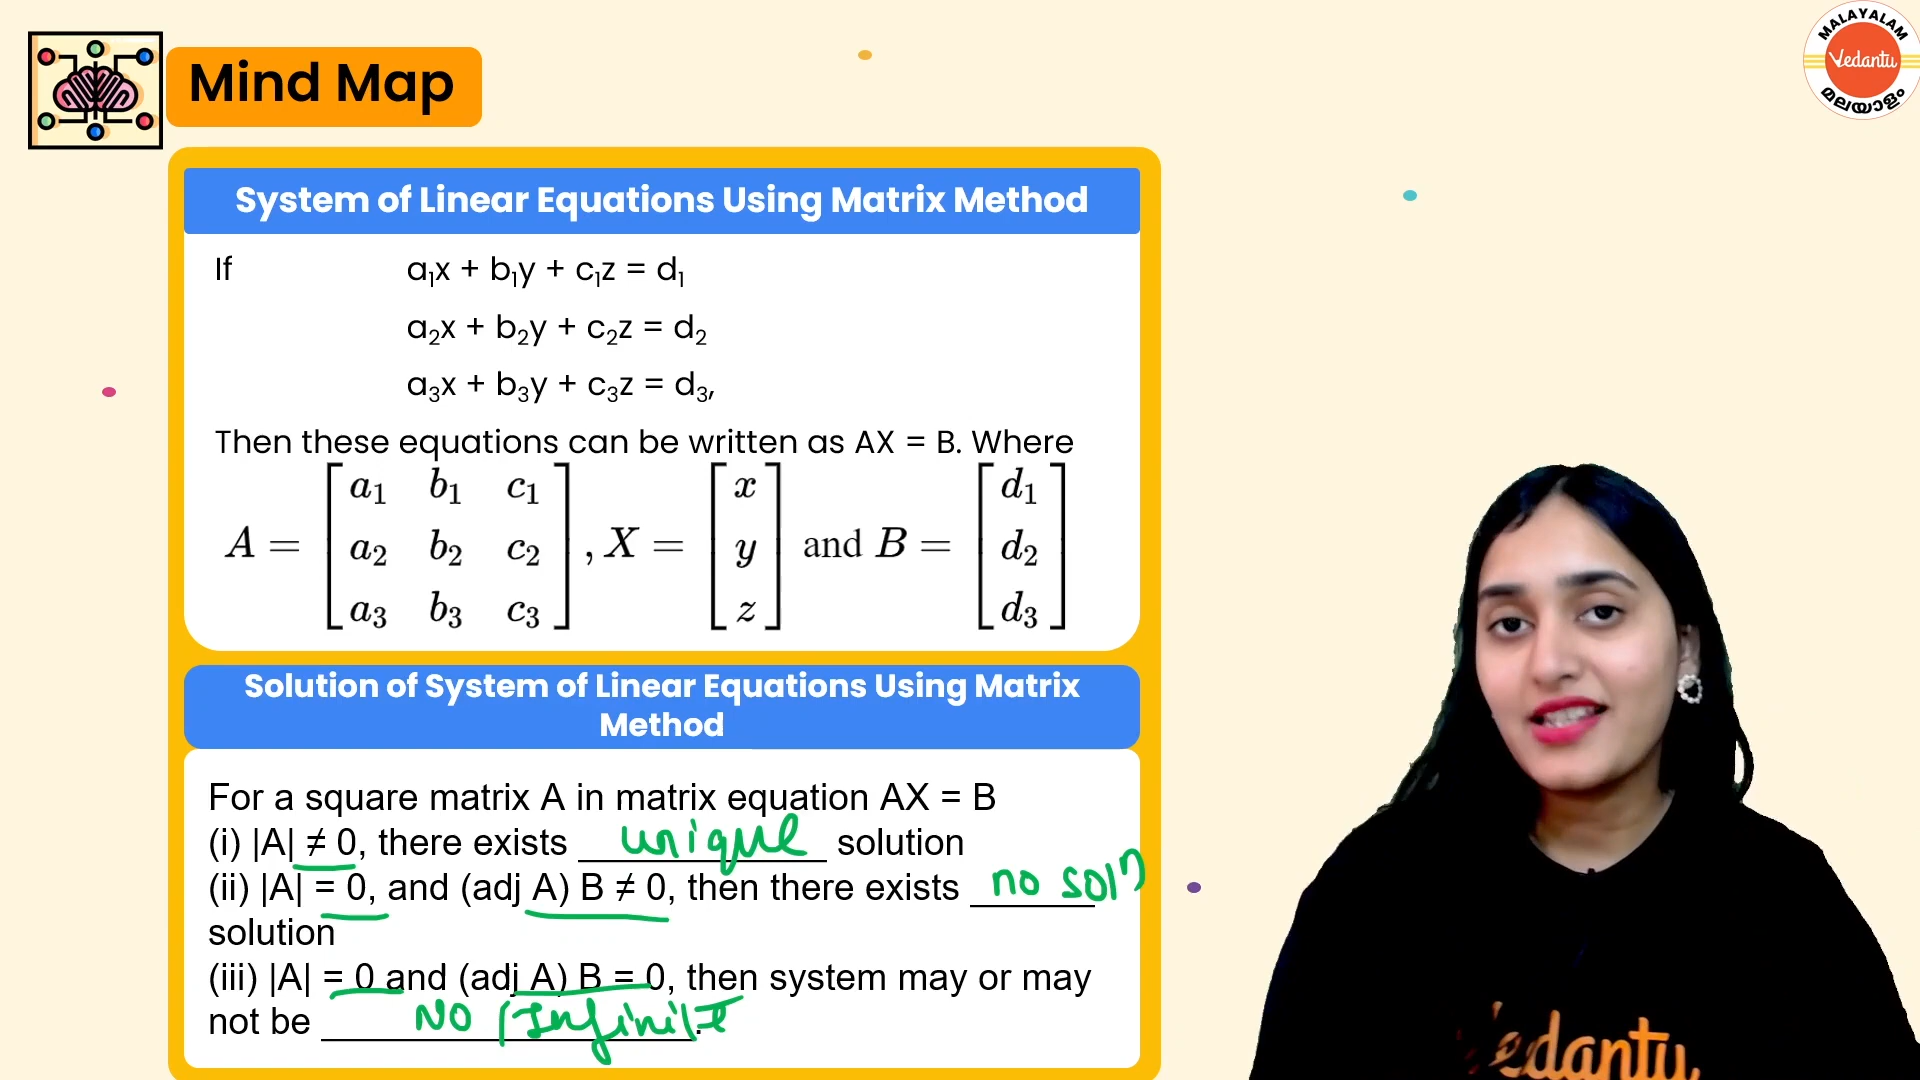 Mind Map
MALAYALAM
Vedantu
മലയാളം
System of Linear Equations Using Matrix Method
If a₁x + b₁y + c₁z = d₁
a₂x + b₂y + c₂z = d₂
a₃x + b₃y + c₃z = d₃,
Then these equations can be written as AX = B. Where
A = [a₁ b₁ c₁; a₂ b₂ c₂; a₃ b₃ c₃], X = [x; y; z] and B = [d₁; d₂; d₃]
Solution of System of Linear Equations Using Matrix
Method
For a square matrix A in matrix equation AX = B
(i) |A| ≠ 0, there exists unique solution
(ii) |A| = 0, and (adj A) B ≠ 0, then there exists no solⁿ
solution
(iii) |A| = 0 and (adj A) B = 0, then system may or may
not be NO / Infinite.
Vedantu